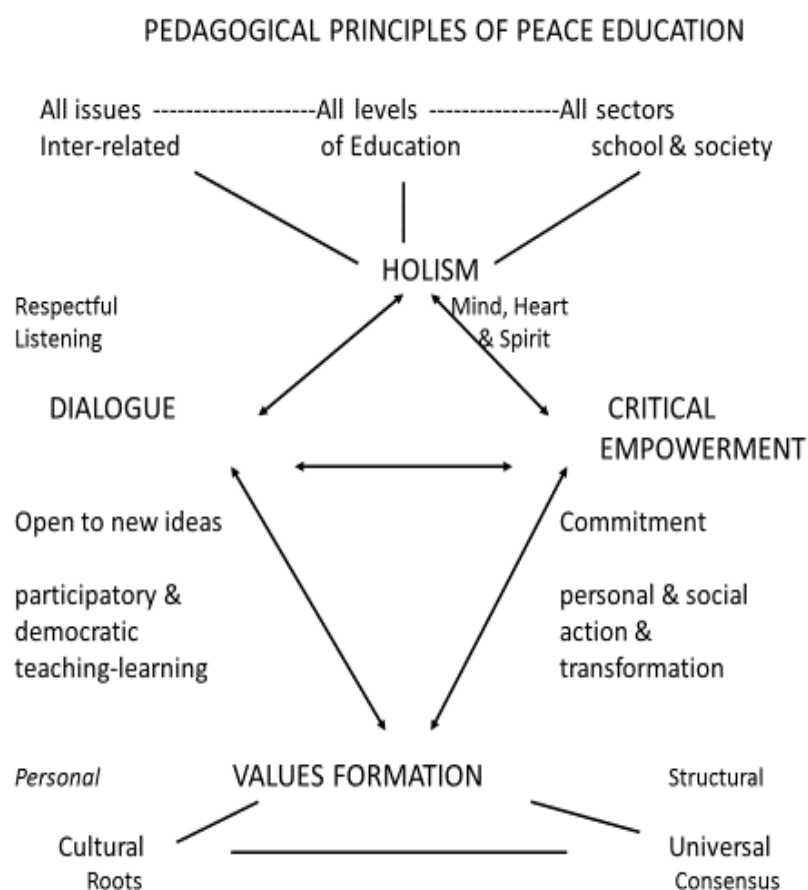 PEDAGOGICAL PRINCIPLES OF PEACE EDUCATION
All issues --------------------All levels ----------------All sectors
Inter-related of Education school & society
HOLISM
Respectful Mind, Heart
Listening & Spirit
DIALOGUE CRITICAL
EMPOWERMENT
Open to new ideas Commitment
participatory & personal & social
democratic action &
teaching-learning transformation
Personal VALUES FORMATION Structural
Cultural Universal
Roots Consensus